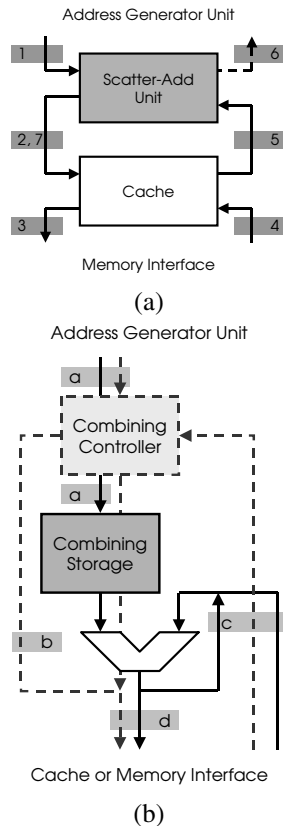 Address Generator Unit
1
6
Scatter-Add
Unit
2, 7
5
Cache
3
4
Memory Interface
(a)
Address Generator Unit
a
Combining
Controller
a
Combining
Storage
b
c
d
Cache or Memory Interface
(b)